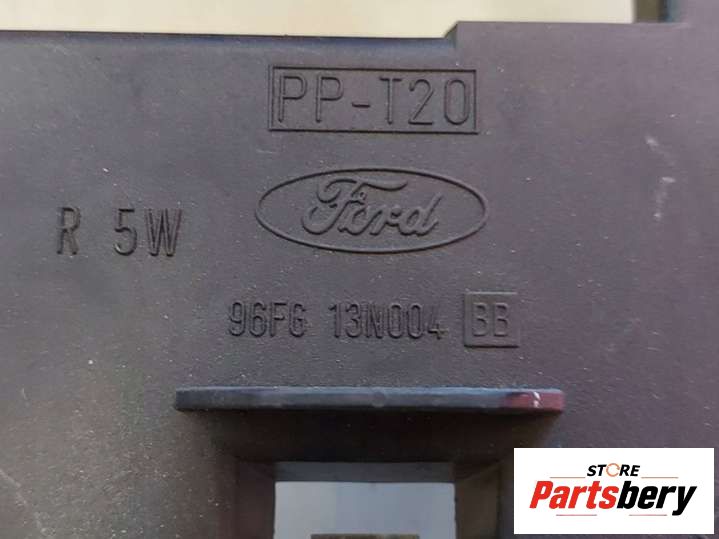 PP-T20
Ford
R 5W
96FG 13N004 BB
STORE
Partsbery